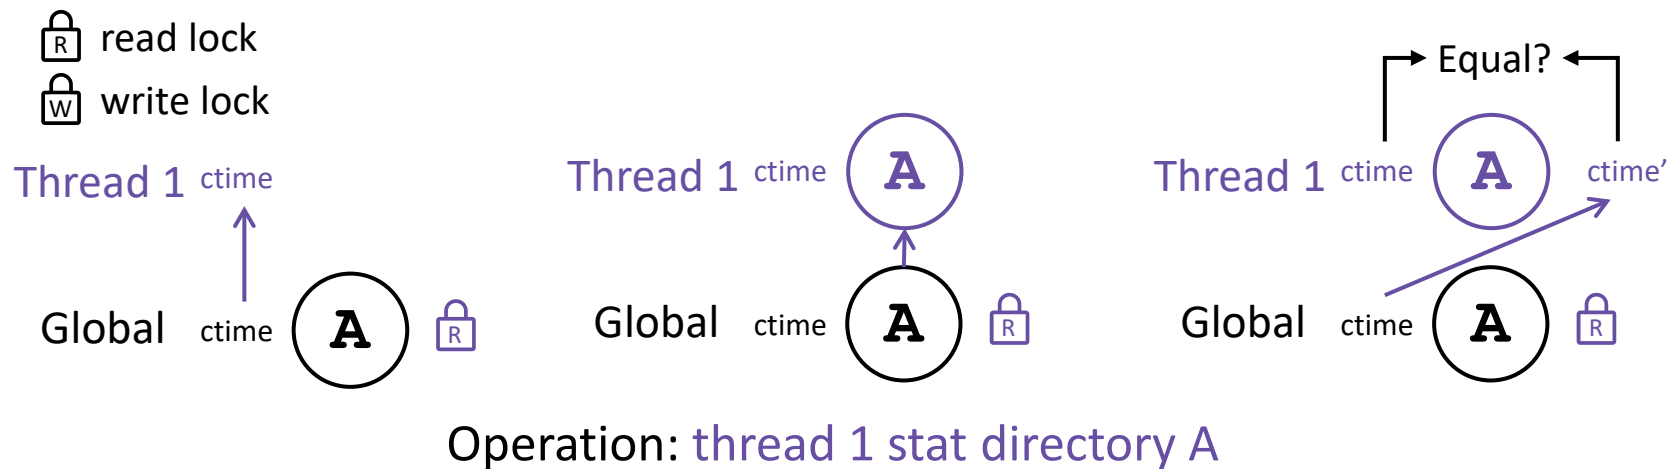 R read lock
W write lock
Equal?
Thread 1 ctime
Thread 1 ctime A
Thread 1 ctime A ctime’
Global ctime A R
Global ctime A R
Global ctime A R
Operation: thread 1 stat directory A